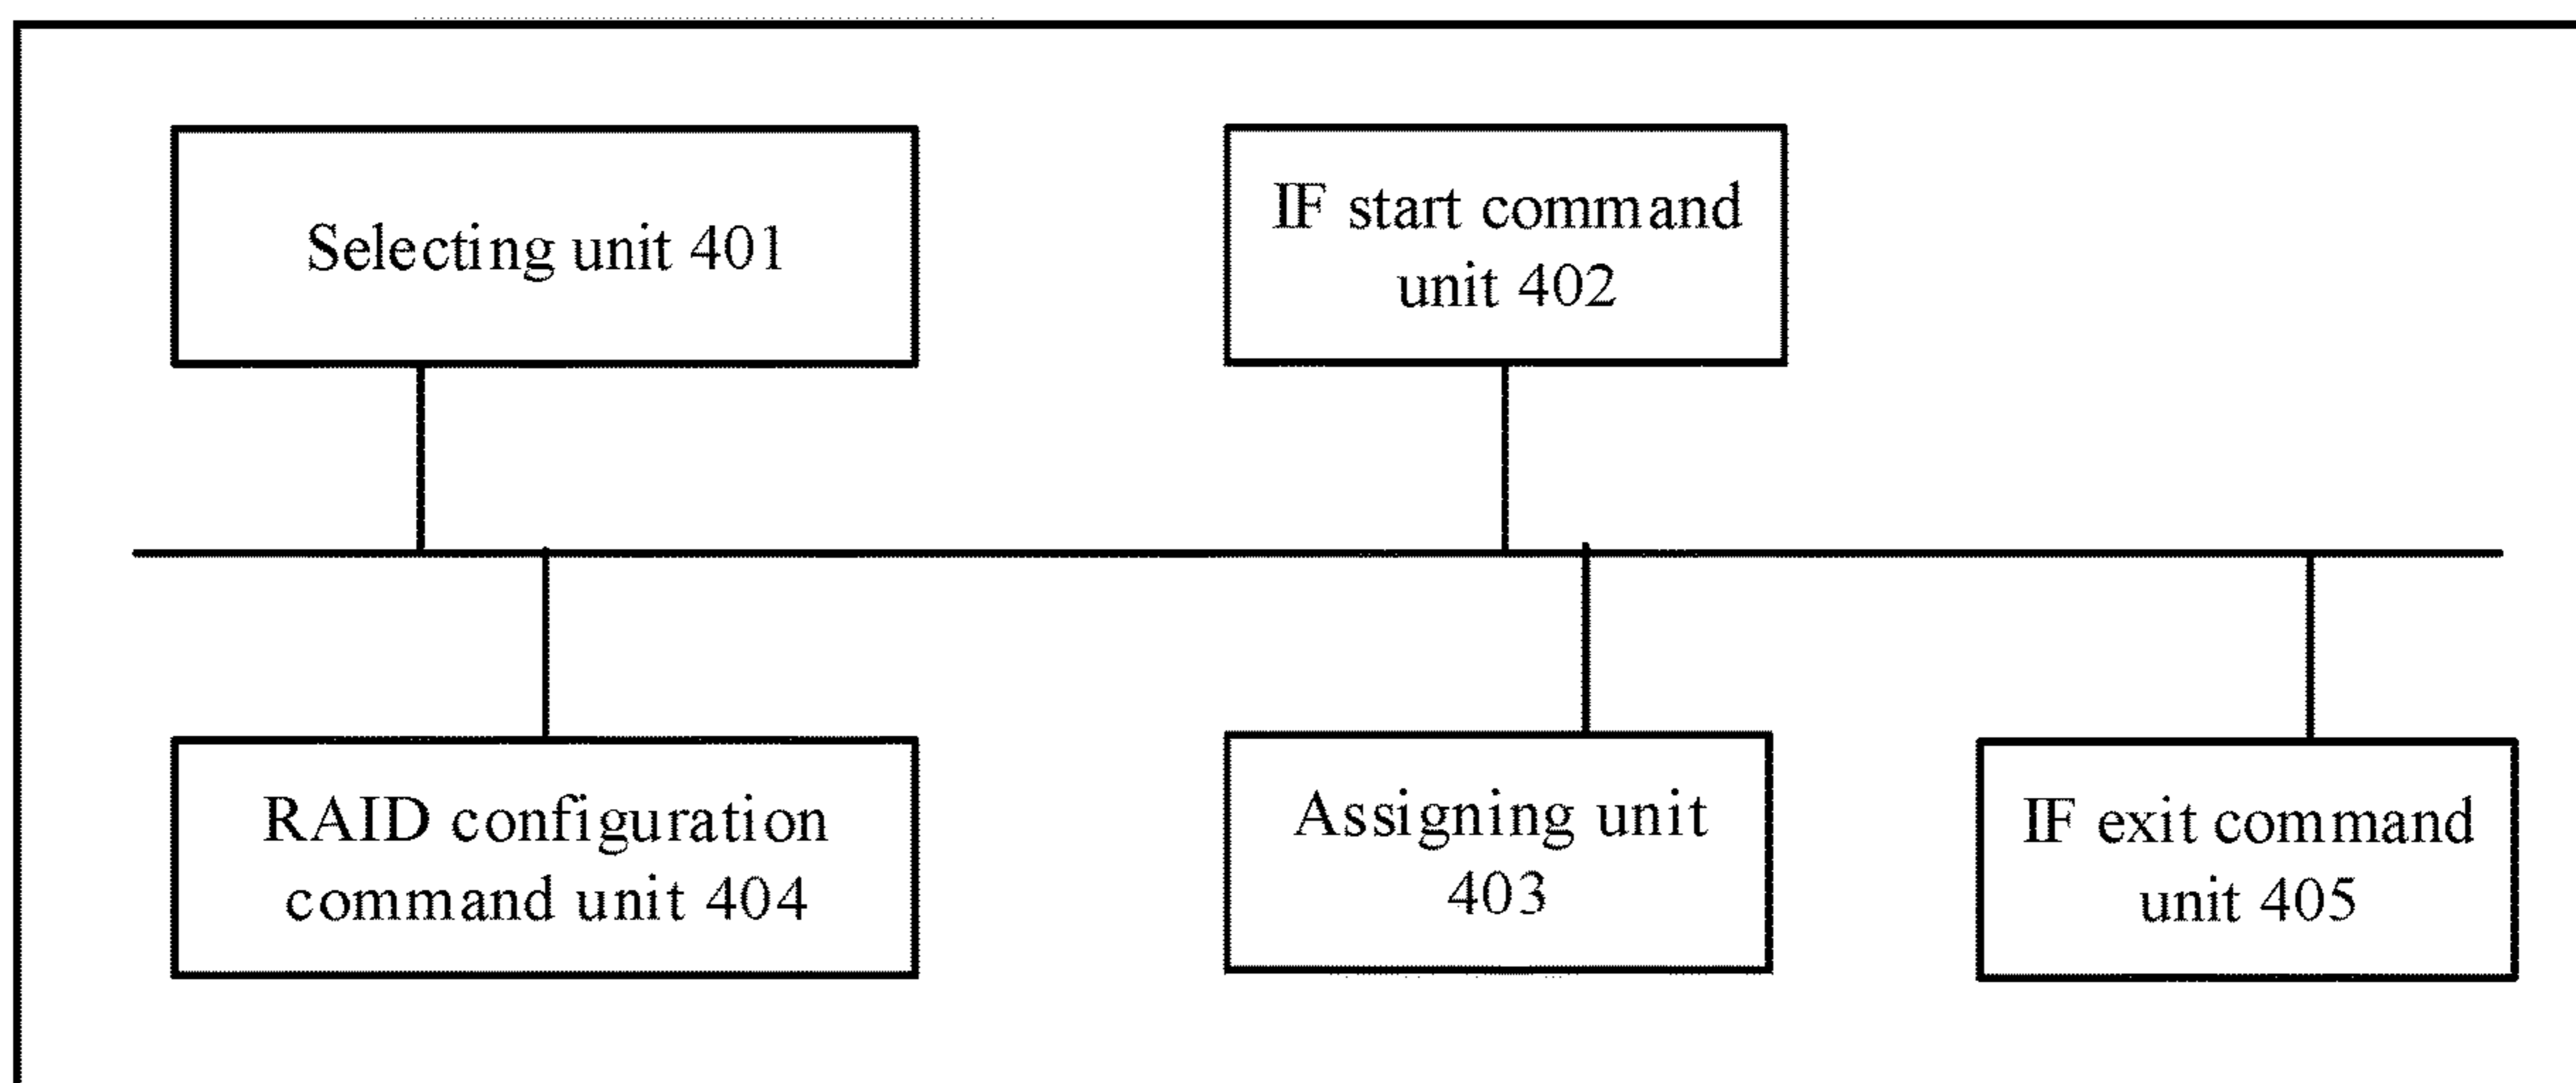 Selecting unit 401
IF start command
unit 402
RAID configuration
command unit 404
Assigning unit
403
IF exit command
unit 405